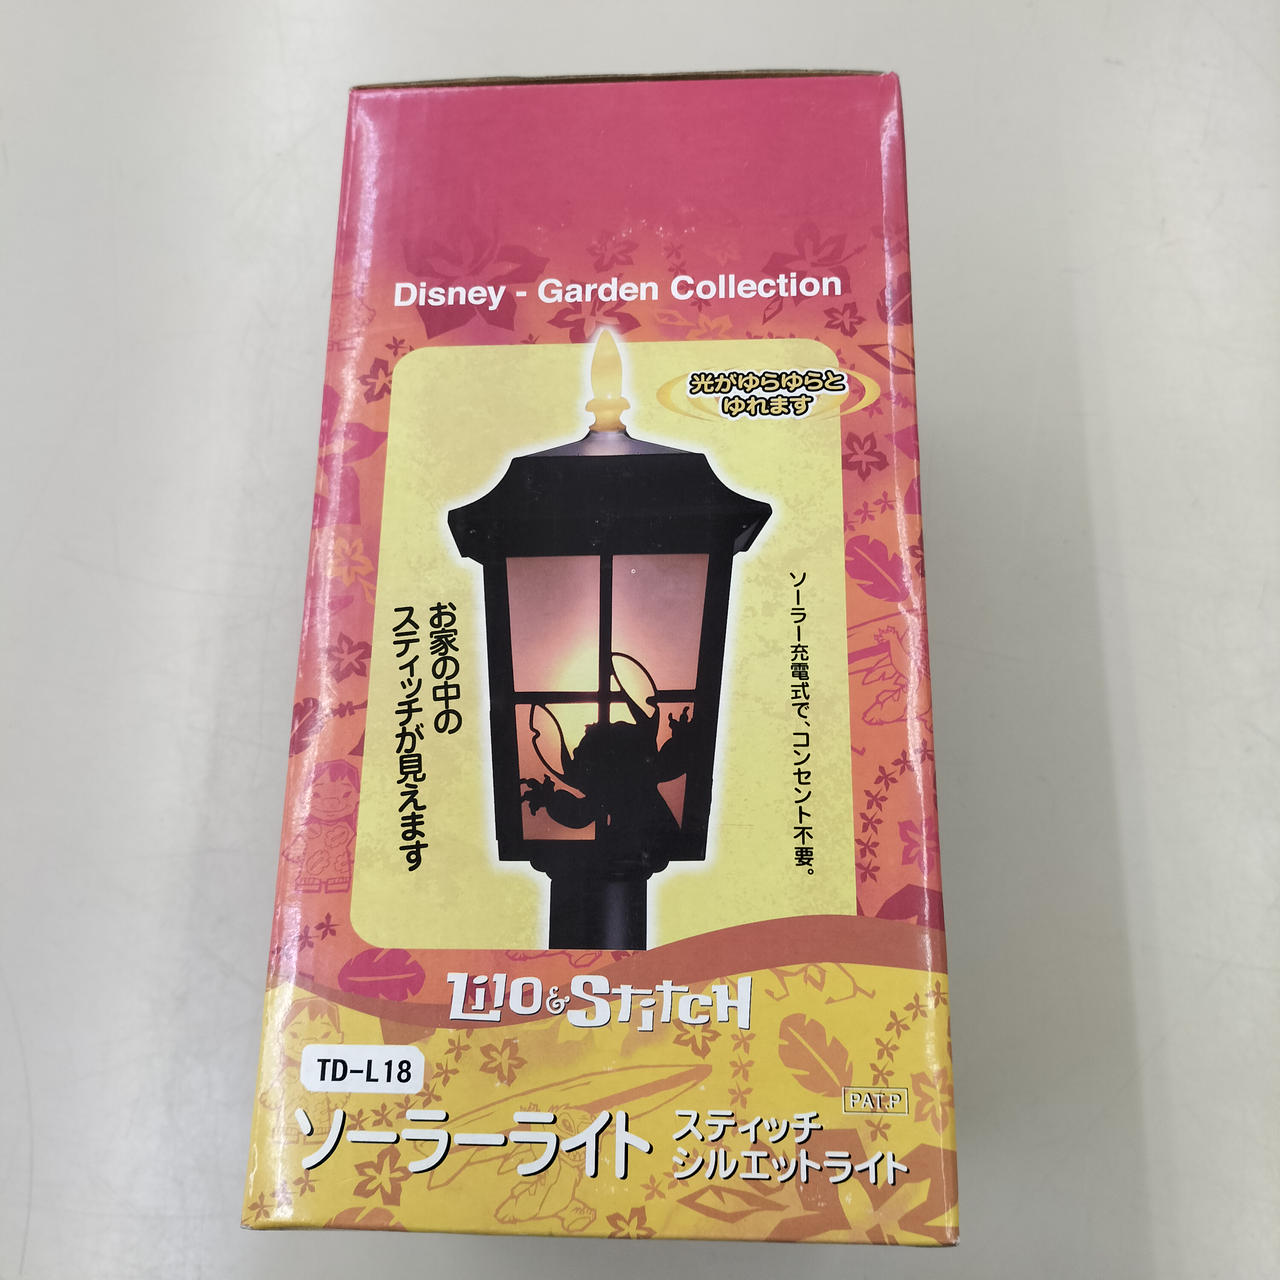 Disney - Garden Collection
光がゆらゆらと
ゆれます
お家の中の
スティッチが見えます
ソーラー充電式で、コンセント不要。
Lilo & Stitch
TD-L18
PAT.P
ソーラーライト
スティッチ
シルエットライト